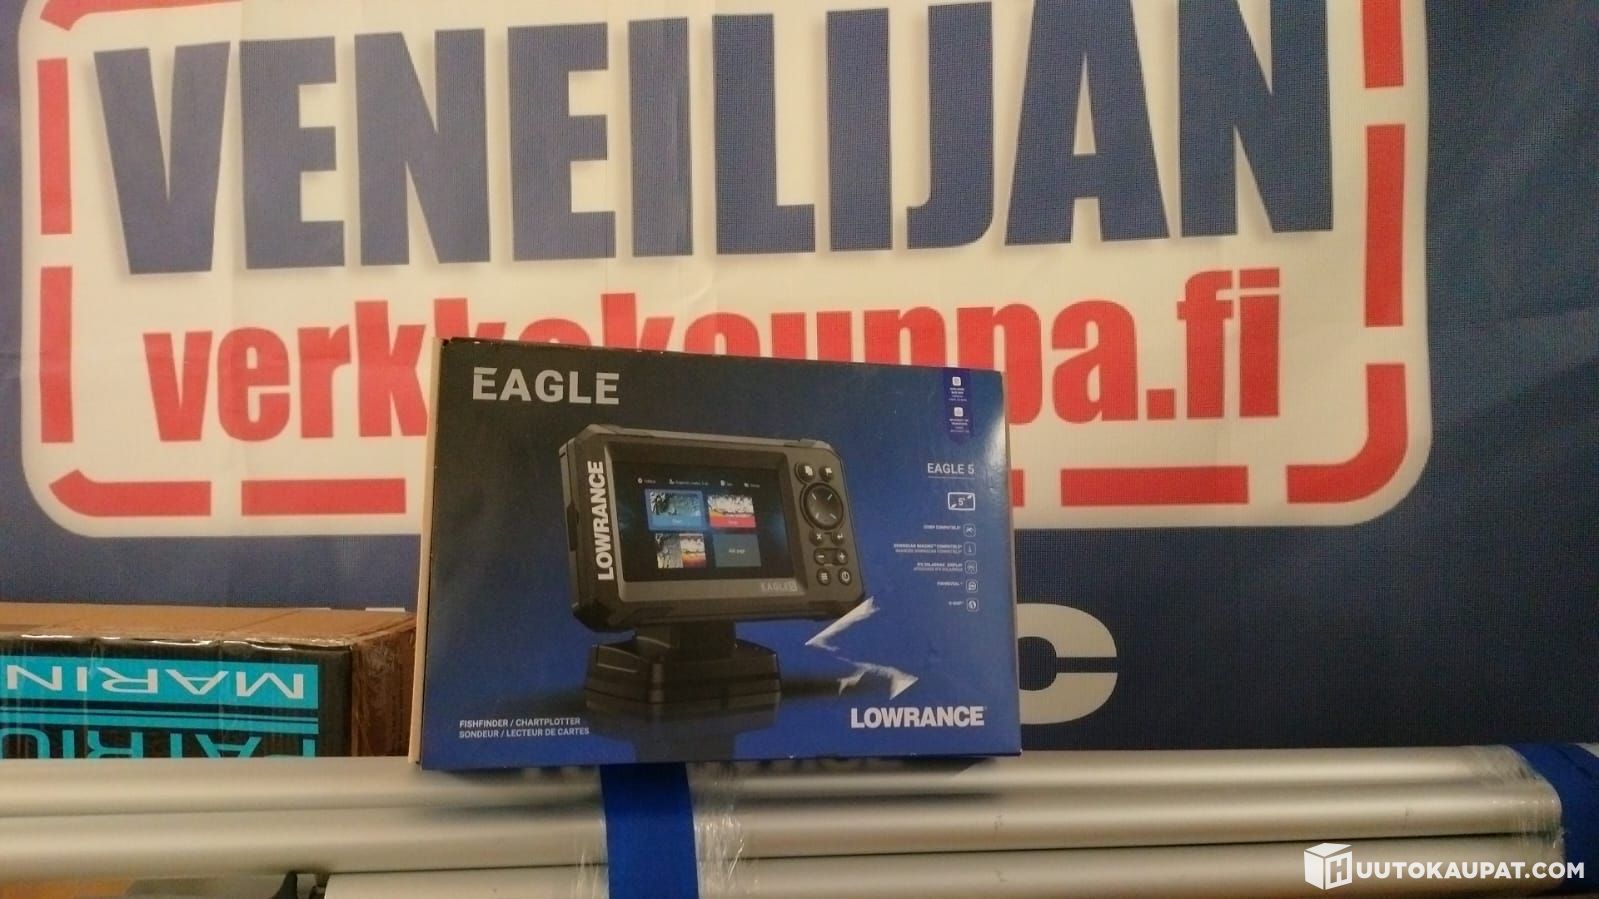 VENEILIJAN
verkkokauppa.fi
EAGLE
LOWRANCE
EAGLE 5
EAGLE 5
5"
FISHFINDER / CHARTPLOTTER
SONDEUR / LECTEUR DE CARTES
LOWRANCE
C
MARIN
PATRIO
HUUTOKAUPAT.COM